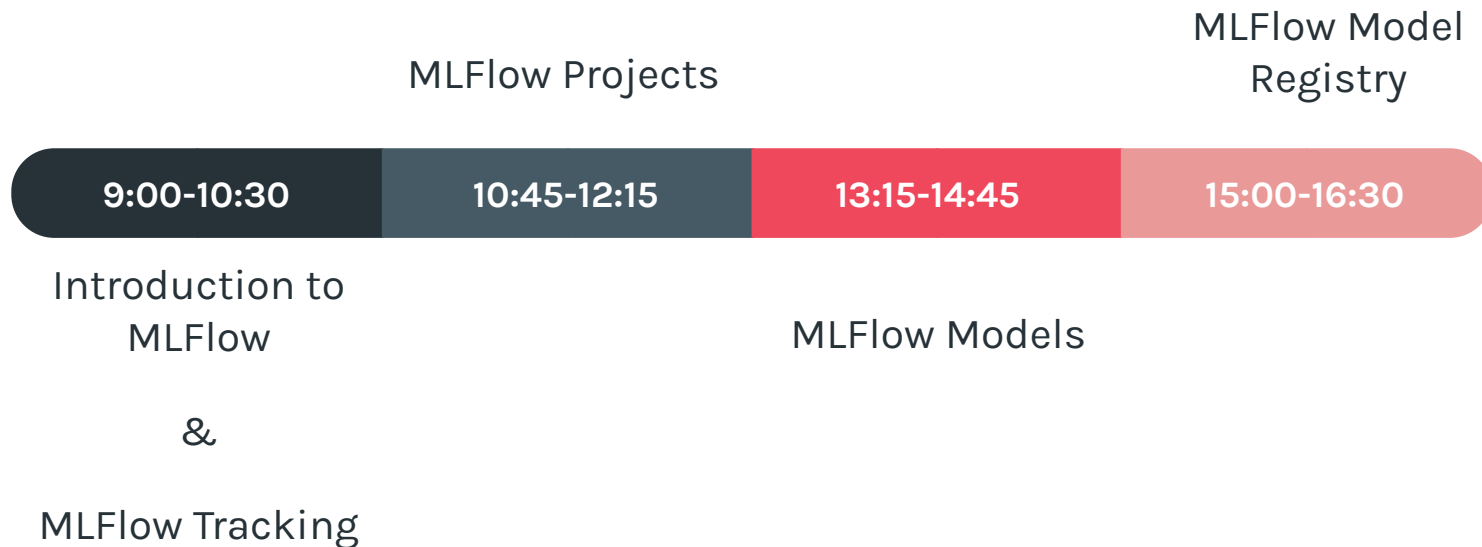 MLFlow Model
Registry
MLFlow Projects
9:00-10:30
10:45-12:15
13:15-14:45
15:00-16:30
Introduction to
MLFlow
&
MLFlow Tracking
MLFlow Models